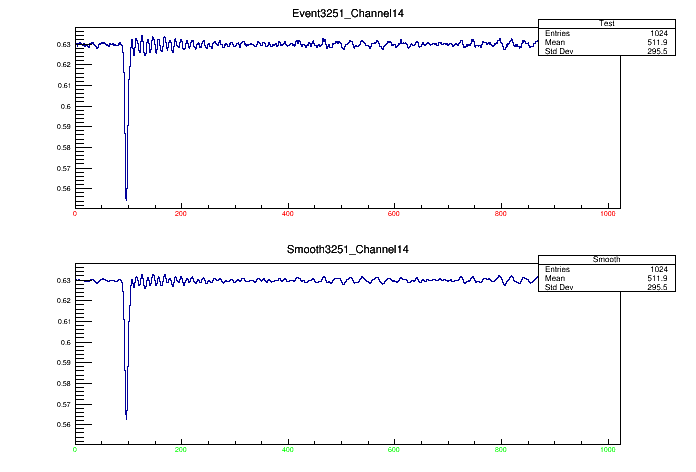 Event3251_Channel14
Test
Entries 1024
Mean 511.9
Std Dev 295.5
0.63
0.62
0.61
0.6
0.59
0.58
0.57
0.56
0 200 400 600 800 1000
Smooth3251_Channel14
Smooth
Entries 1024
Mean 511.9
Std Dev 295.5
0.63
0.62
0.61
0.6
0.59
0.58
0.57
0.56
0 200 400 600 800 1000